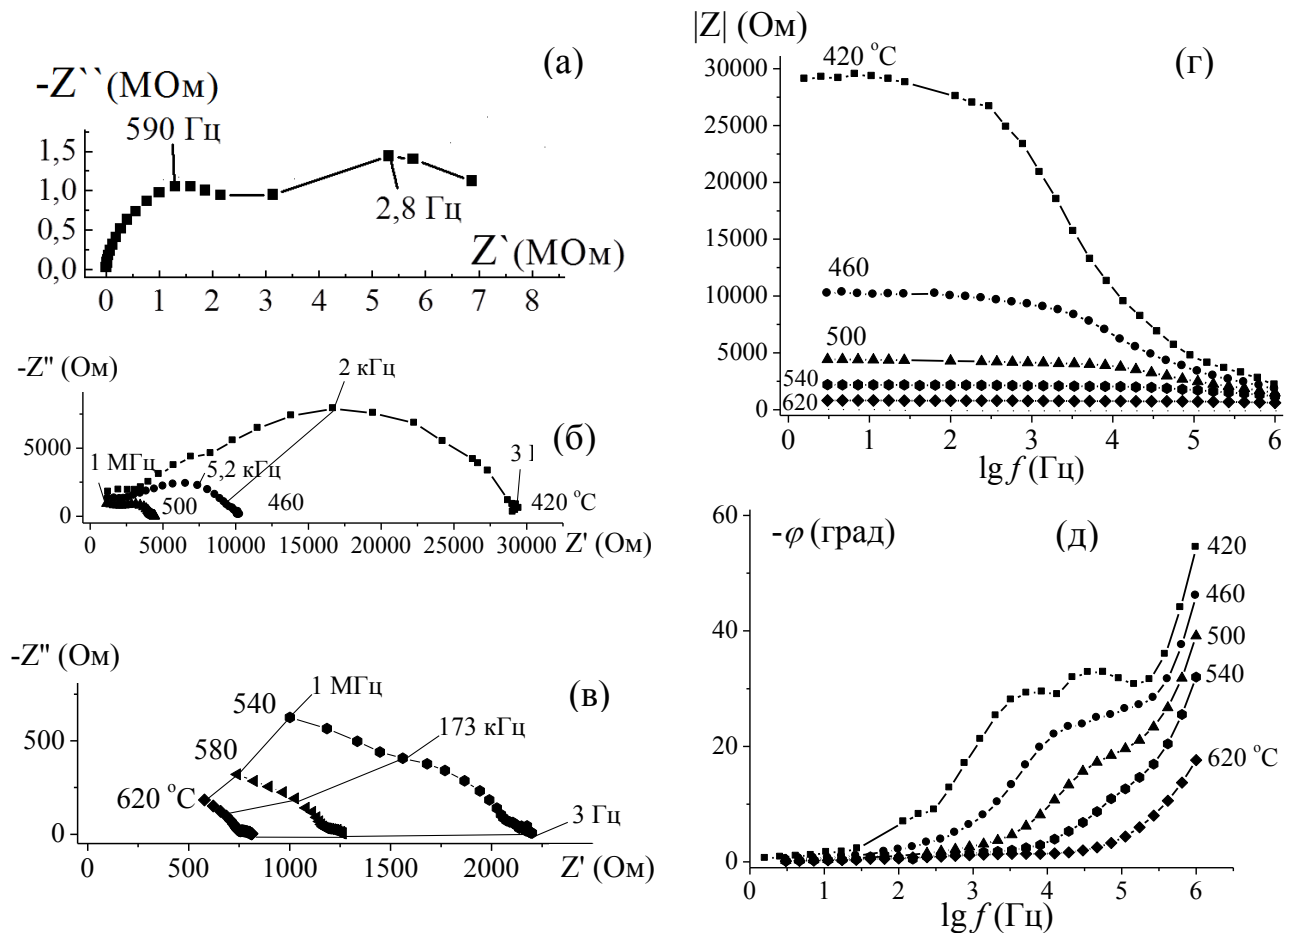 (а)
-Z``(МОм)
590 Гц
1,5
1,0
0,5
0,0
2,8 Гц
Z`(МОм)
0 1 2 3 4 5 6 7 8
-Z'' (Ом)
2 кГц
(б)
5000
1 МГц
5,2 кГц
3 Г
0
500
460
420 °C
0 5000 10000 15000 20000 25000 30000 Z' (Ом)
-Z'' (Ом)
(в)
1 МГц
540
173 кГц
500
580
620 °C
3 Гц
0
0 500 1000 1500 2000 Z' (Ом)
|Z| (Ом)
(г)
420 °C
30000
25000
20000
15000
460
10000
500
5000
540
620
0
0 1 2 3 4 5 6
lg f (Гц)
60
-φ (град)
(д)
420
460
500
540
620 °C
40
20
0
0 1 2 3 4 5 6
lg f (Гц)